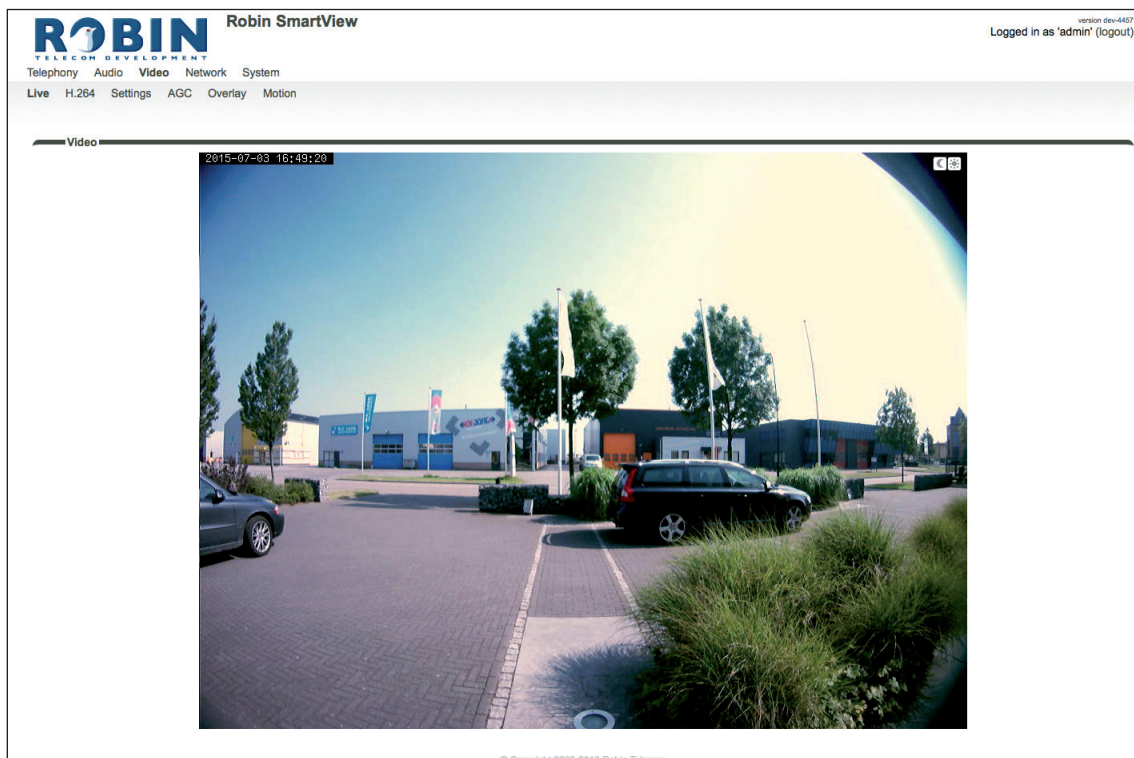 ROBIN
TELECOM DEVELOPMENT
Robin SmartView
version dev-4457
Logged in as 'admin' (logout)
Telephony Audio Video Network System
Live H.264 Settings AGC Overlay Motion
Video
2015-07-03 16:49:20